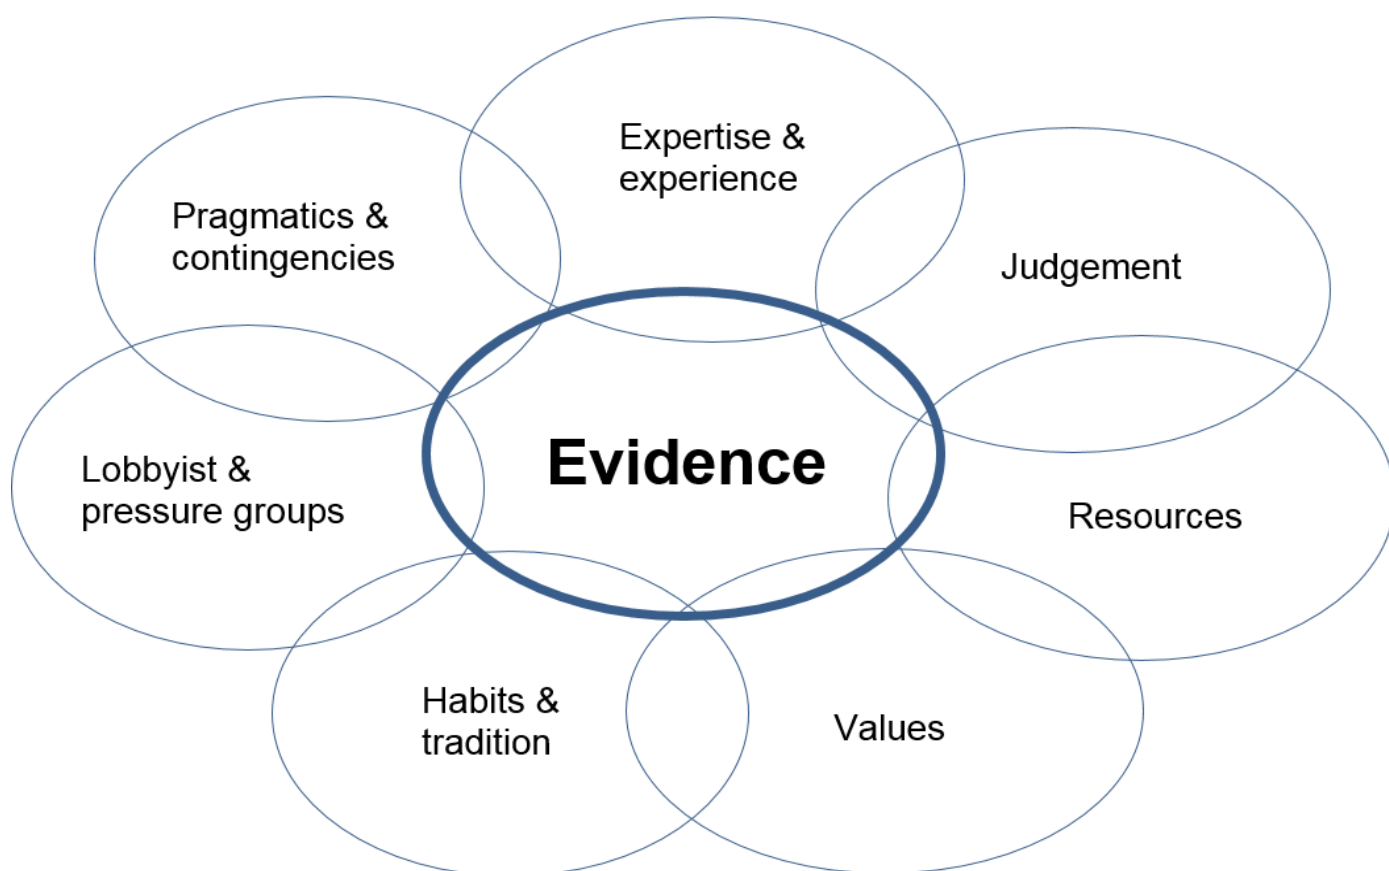 Expertise &
experience
Pragmatics &
contingencies
Judgement
Evidence
Lobbyist &
pressure groups
Resources
Habits &
tradition
Values